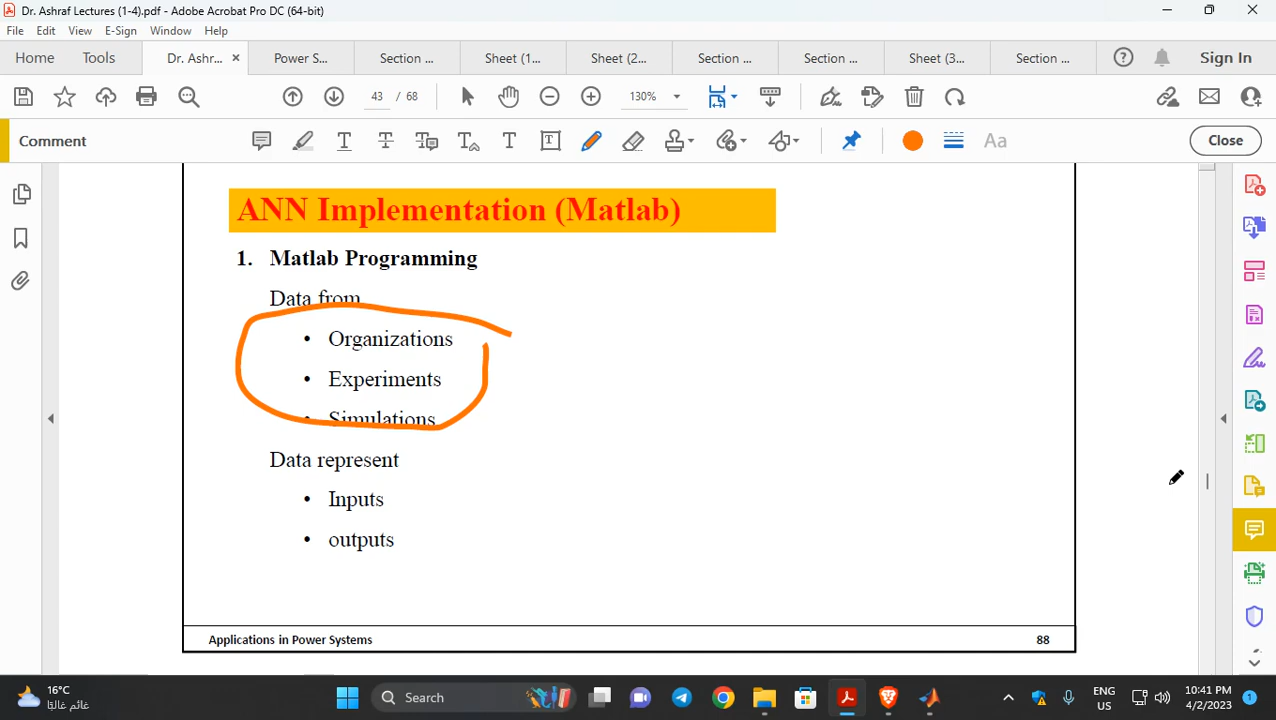 Dr. Ashraf Lectures (1-4).pdf - Adobe Acrobat Pro DC (64-bit)
File Edit View E-Sign Window Help
Home Tools Dr. Ashr... Power S... Section ... Sheet (1... Sheet (2... Section ... Section ... Sheet (3... Section ... Sign In
43 / 68 130%
Comment Aa Close
ANN Implementation (Matlab)
1. Matlab Programming
Data from
• Organizations
• Experiments
• Simulations
Data represent
• Inputs
• outputs
Applications in Power Systems 88
16°C
غائم غالبًا
Search
ENG
US
10:41 PM
4/2/2023
1